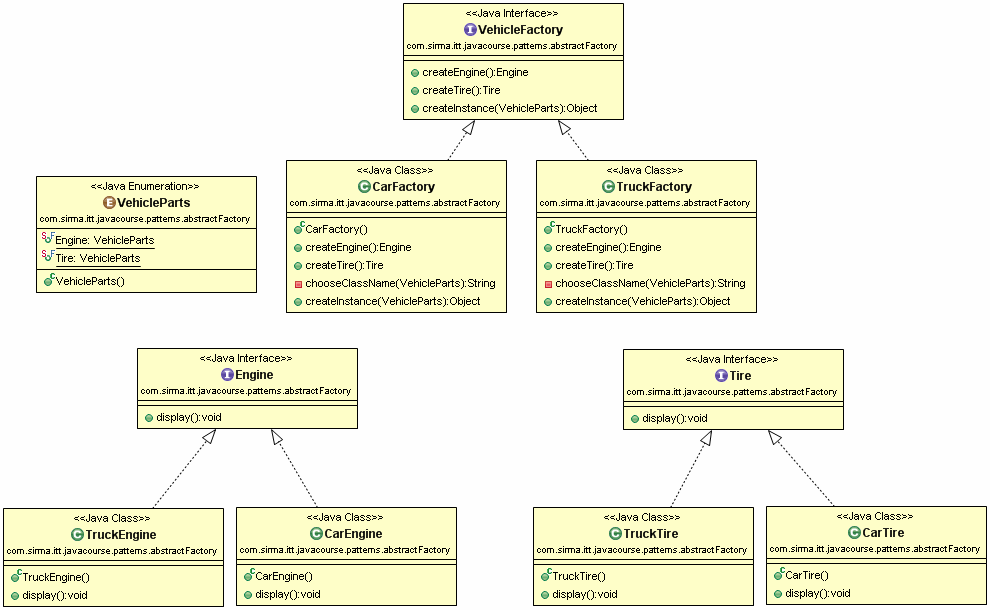 <<Java Interface>>
VehicleFactory
com.sirma.itt.javacourse.patterns.abstractFactory
createEngine():Engine
createTire():Tire
createInstance(VehicleParts):Object
<<Java Enumeration>>
VehicleParts
com.sirma.itt.javacourse.patterns.abstractFactory
Engine: VehicleParts
Tire: VehicleParts
VehicleParts()
<<Java Class>>
CarFactory
com.sirma.itt.javacourse.patterns.abstractFactory
CarFactory()
createEngine():Engine
createTire():Tire
chooseClassName(VehicleParts):String
createInstance(VehicleParts):Object
<<Java Class>>
TruckFactory
com.sirma.itt.javacourse.patterns.abstractFactory
TruckFactory()
createEngine():Engine
createTire():Tire
chooseClassName(VehicleParts):String
createInstance(VehicleParts):Object
<<Java Interface>>
Engine
com.sirma.itt.javacourse.patterns.abstractFactory
display():void
<<Java Interface>>
Tire
com.sirma.itt.javacourse.patterns.abstractFactory
display():void
<<Java Class>>
TruckEngine
com.sirma.itt.javacourse.patterns.abstractFactory
TruckEngine()
display():void
<<Java Class>>
CarEngine
com.sirma.itt.javacourse.patterns.abstractFactory
CarEngine()
display():void
<<Java Class>>
TruckTire
com.sirma.itt.javacourse.patterns.abstractFactory
TruckTire()
display():void
<<Java Class>>
CarTire
com.sirma.itt.javacourse.patterns.abstractFactory
CarTire()
display():void